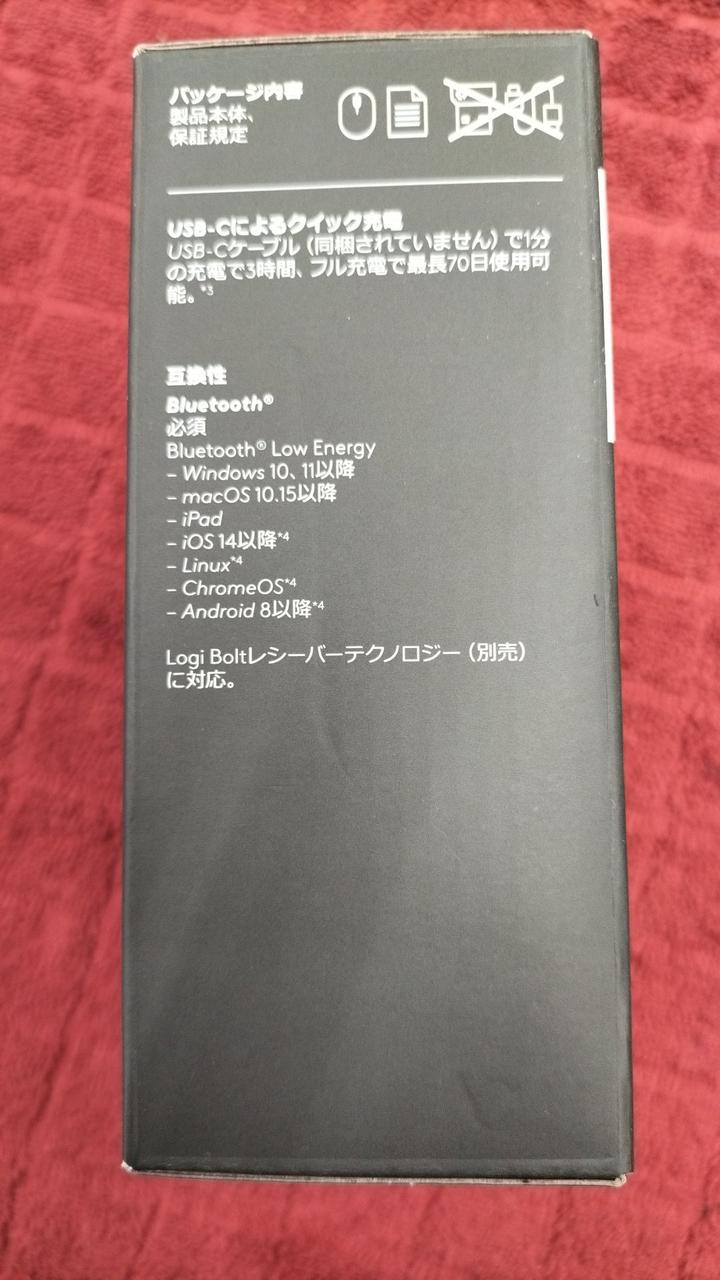 パッケージ内容
製品本体、
保証規定
USB-Cによるクイック充電
USB-Cケーブル（同梱されていません）で1分
の充電で3時間、フル充電で最長70日使用可
能。*3
互換性
Bluetooth®
必須
Bluetooth® Low Energy
– Windows 10、11以降
– macOS 10.15以降
– iPad
– iOS 14以降*4
– Linux*4
– ChromeOS*4
– Android 8以降*4
Logi Boltレシーバーテクノロジー（別売）
に対応。